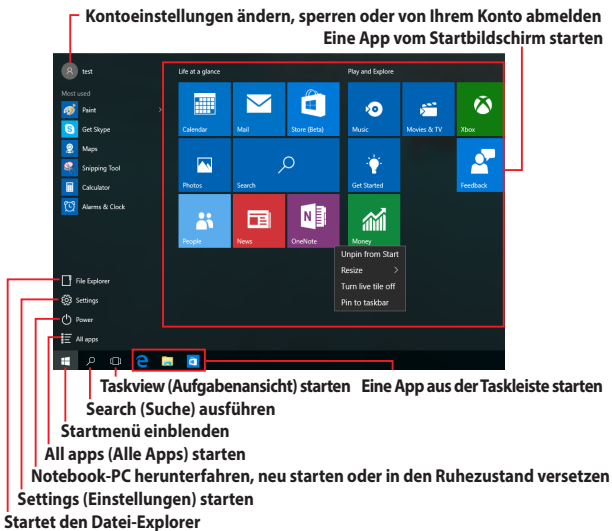 Kontoeinstellungen ändern, sperren oder von Ihrem Konto abmelden
Eine App vom Startbildschirm starten
test
Most used
Paint
Get Skype
Maps
Snipping Tool
Calculator
Alarms & Clock
File Explorer
Settings
Power
All apps
Life at a glance
Play and Explore
Calendar
Mail
Store (Beta)
Music
Movies & TV
Xbox
Photos
Search
Get Started
Feedback
People
News
OneNote
Money
Unpin from Start
Resize
Turn live tile off
Pin to taskbar
Taskview (Aufgabenansicht) starten
Eine App aus der Taskleiste starten
Search (Suche) ausführen
Startmenü einblenden
All apps (Alle Apps) starten
Notebook-PC herunterfahren, neu starten oder in den Ruhezustand versetzen
Settings (Einstellungen) starten
Startet den Datei-Explorer